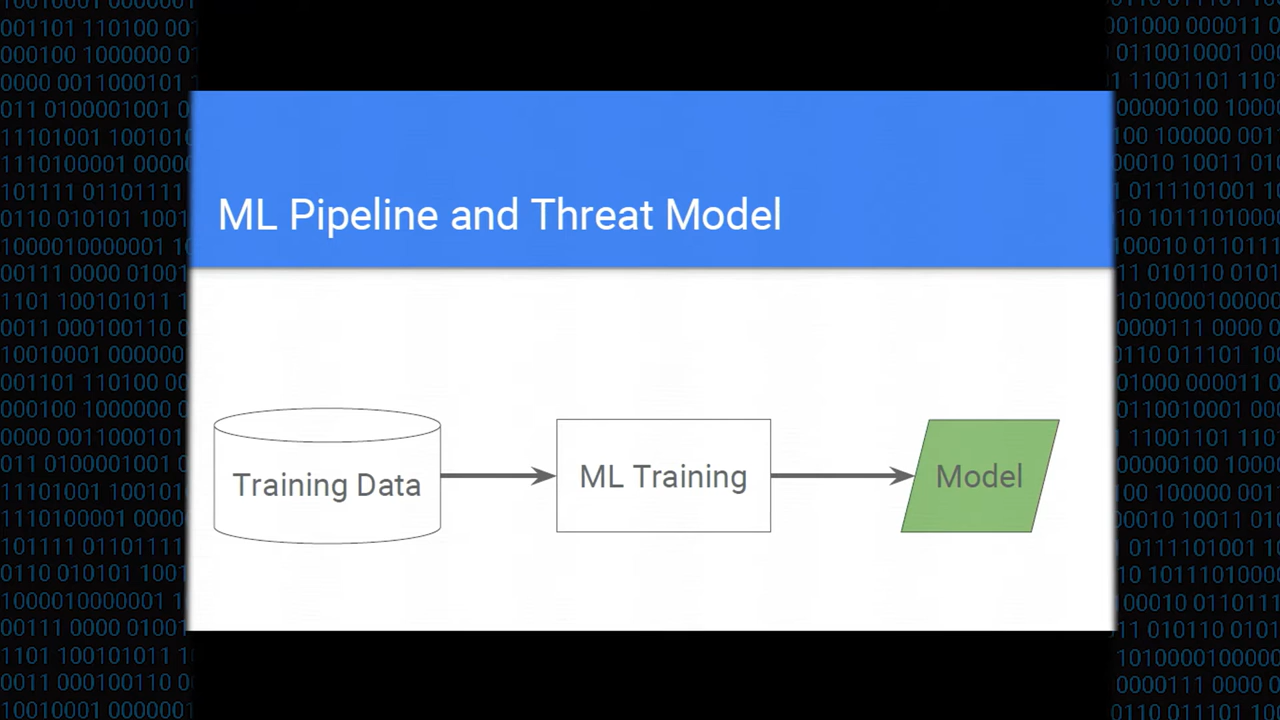 ML Pipeline and Threat Model
Training Data
ML Training
Model